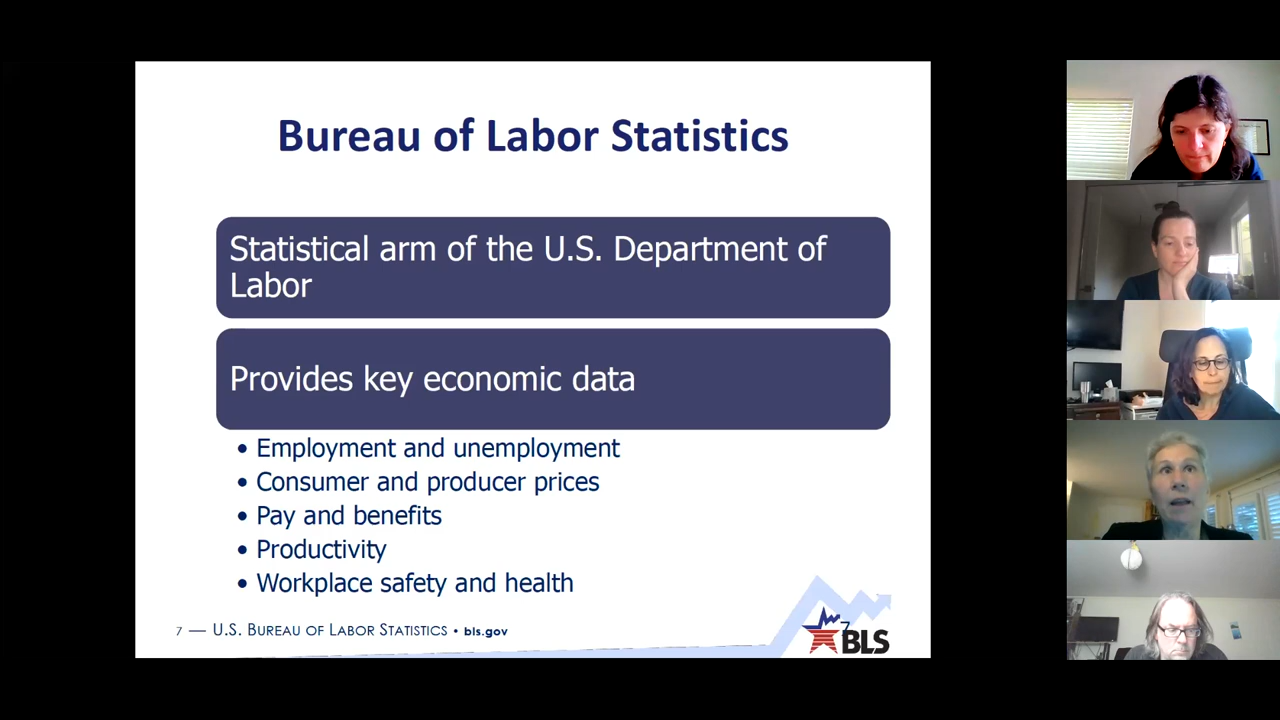 Bureau of Labor Statistics
Statistical arm of the U.S. Department of
Labor
Provides key economic data
• Employment and unemployment
• Consumer and producer prices
• Pay and benefits
• Productivity
• Workplace safety and health
7 — U.S. BUREAU OF LABOR STATISTICS • bls.gov
7
BLS